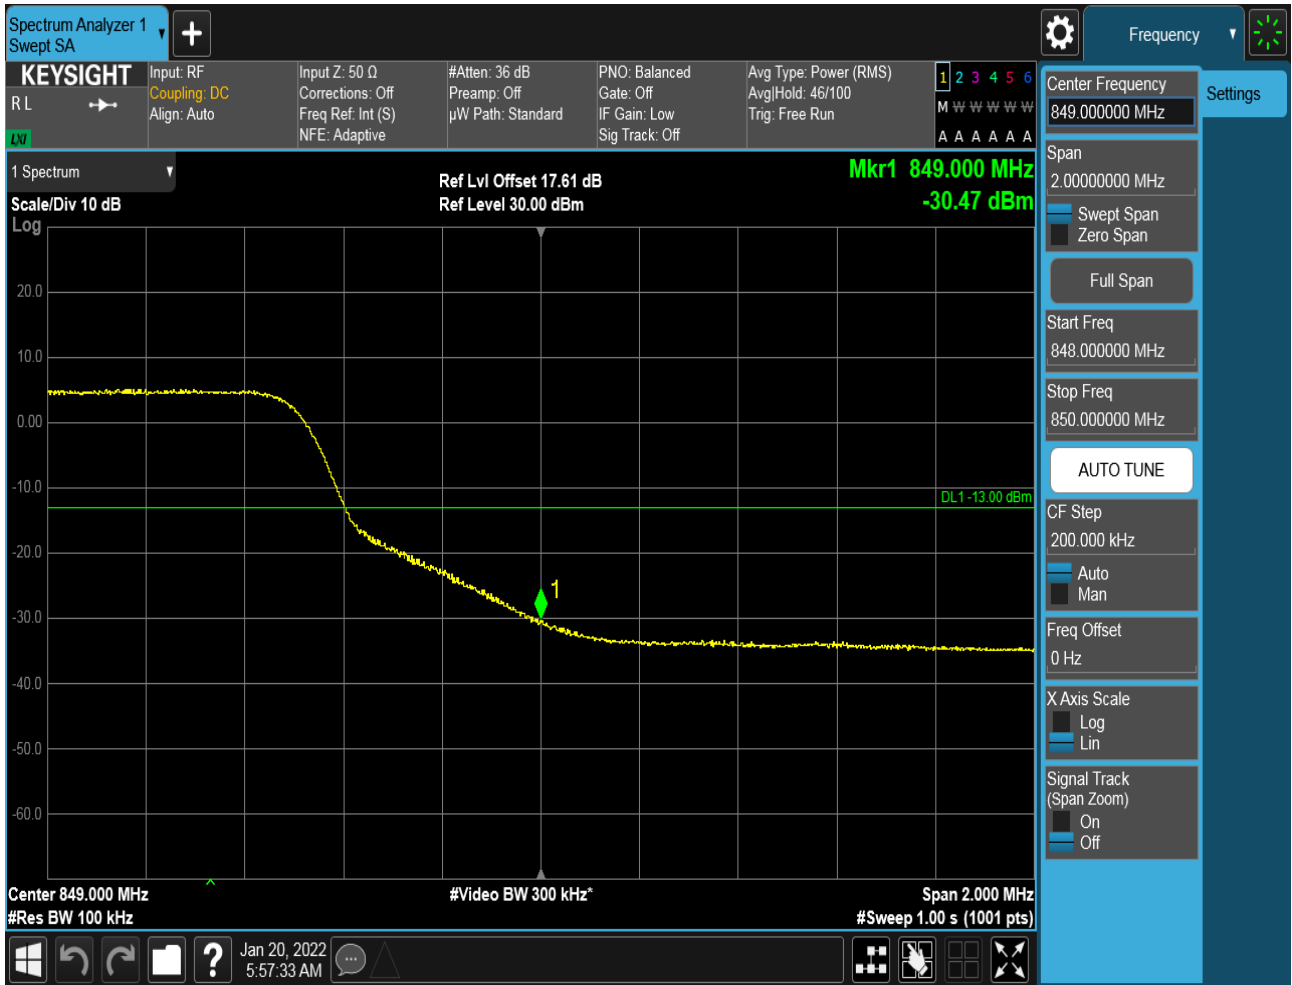 Spectrum Analyzer 1
Swept SA
Frequency
KEYSIGHT
R L
LXI
Input: RF
Coupling: DC
Align: Auto
Input Z: 50 Ω
Corrections: Off
Freq Ref: Int (S)
NFE: Adaptive
#Atten: 36 dB
Preamp: Off
µW Path: Standard
PNO: Balanced
Gate: Off
IF Gain: Low
Sig Track: Off
Avg Type: Power (RMS)
Avg|Hold: 46/100
Trig: Free Run
1 2 3 4 5 6
M W W W W W
A A A A A A
1 Spectrum
Scale/Div 10 dB
Log
Ref Lvl Offset 17.61 dB
Ref Level 30.00 dBm
Mkr1 849.000 MHz
-30.47 dBm
20.0
10.0
0.00
-10.0
DL1 -13.00 dBm
-20.0
1
-30.0
-40.0
-50.0
-60.0
Center 849.000 MHz
#Video BW 300 kHz*
Span 2.000 MHz
#Res BW 100 kHz
#Sweep 1.00 s (1001 pts)
?
Jan 20, 2022
5:57:33 AM
Center Frequency
849.000000 MHz
Settings
Span
2.00000000 MHz
Swept Span
Zero Span
Full Span
Start Freq
848.000000 MHz
Stop Freq
850.000000 MHz
AUTO TUNE
CF Step
200.000 kHz
Auto
Man
Freq Offset
0 Hz
X Axis Scale
Log
Lin
Signal Track
(Span Zoom)
On
Off